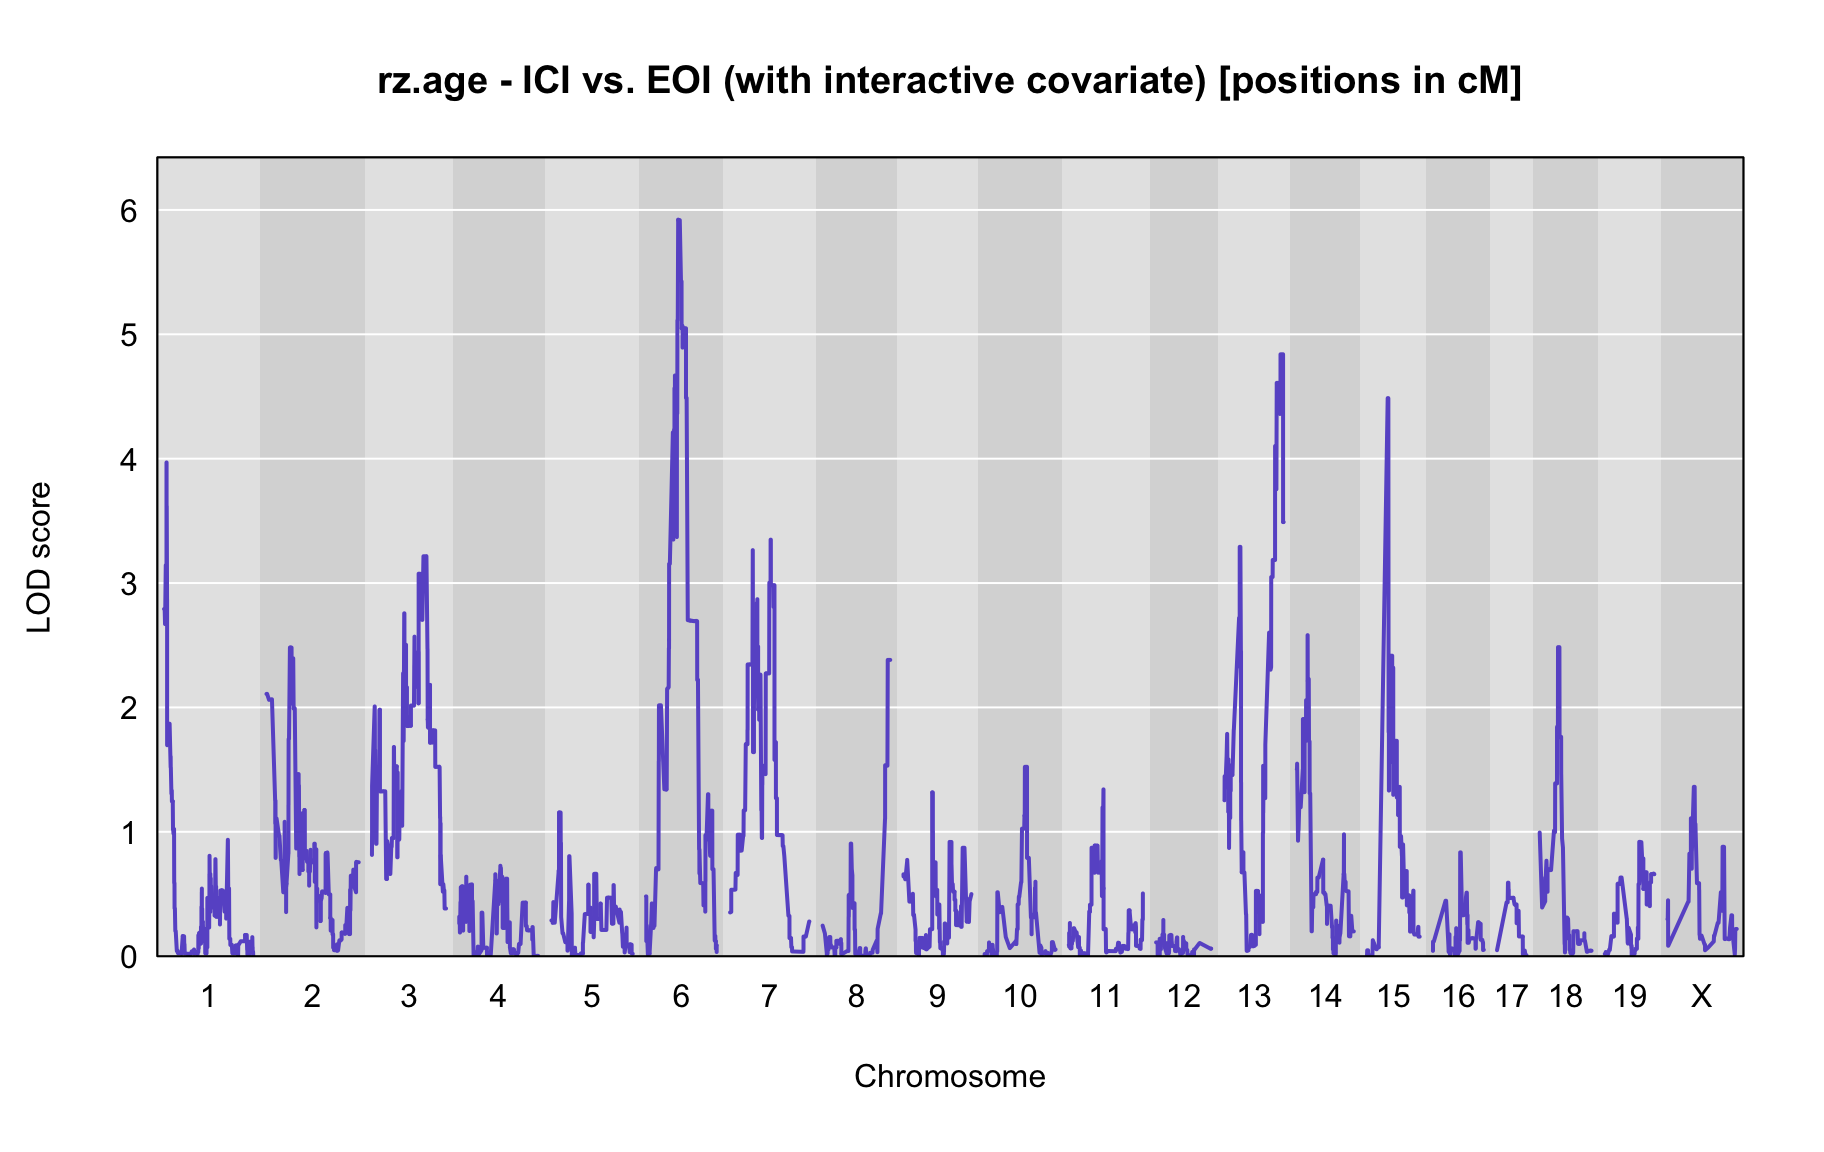 rz.age - ICI vs. EOI (with interactive covariate) [positions in cM]
6
5
4
3
2
1
0
LOD score
1 2 3 4 5 6 7 8 9 10 11 12 13 14 15 16 17 18 19 X
Chromosome